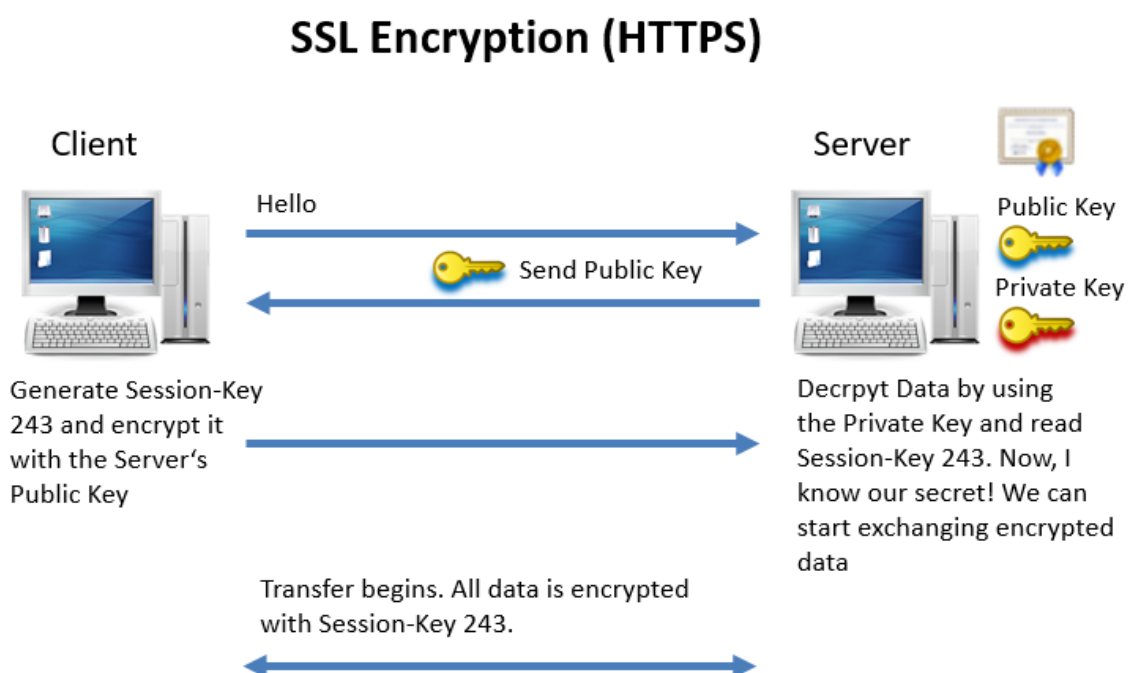 SSL Encryption (HTTPS)
Client
Server
Hello
Public Key
Send Public Key
Private Key
Generate Session-Key
243 and encrypt it
with the Server‘s
Public Key
Decrpyt Data by using
the Private Key and read
Session-Key 243. Now, I
know our secret! We can
start exchanging encrypted
data
Transfer begins. All data is encrypted
with Session-Key 243.